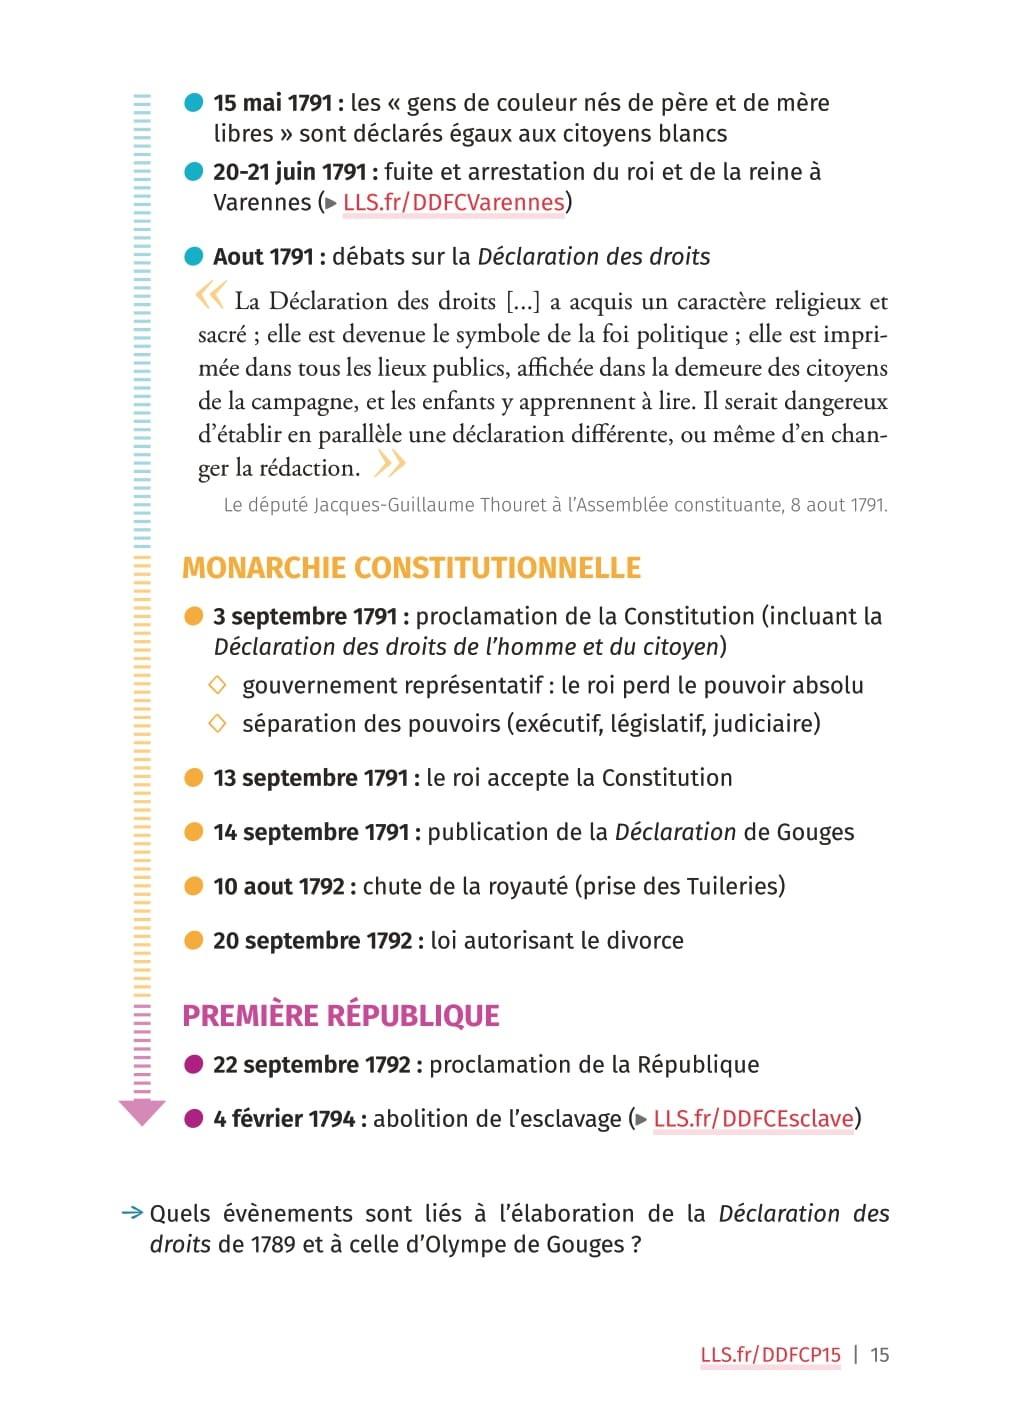 ● 15 mai 1791 : les « gens de couleur nés de père et de mère
libres » sont déclarés égaux aux citoyens blancs
● 20-21 juin 1791 : fuite et arrestation du roi et de la reine à
Varennes (▶ LLS.fr/DDFCVarennes)
● Aout 1791 : débats sur la Déclaration des droits
« La Déclaration des droits [...] a acquis un caractère religieux et
sacré ; elle est devenue le symbole de la foi politique ; elle est impri-
mée dans tous les lieux publics, affichée dans la demeure des citoyens
de la campagne, et les enfants y apprennent à lire. Il serait dangereux
d’établir en parallèle une déclaration différente, ou même d’en chan-
ger la rédaction. »
Le député Jacques-Guillaume Thouret à l’Assemblée constituante, 8 aout 1791.
MONARCHIE CONSTITUTIONNELLE
● 3 septembre 1791 : proclamation de la Constitution (incluant la
Déclaration des droits de l’homme et du citoyen)
◇ gouvernement représentatif : le roi perd le pouvoir absolu
◇ séparation des pouvoirs (exécutif, législatif, judiciaire)
● 13 septembre 1791 : le roi accepte la Constitution
● 14 septembre 1791 : publication de la Déclaration de Gouges
● 10 aout 1792 : chute de la royauté (prise des Tuileries)
● 20 septembre 1792 : loi autorisant le divorce
PREMIÈRE RÉPUBLIQUE
● 22 septembre 1792 : proclamation de la République
● 4 février 1794 : abolition de l’esclavage (▶ LLS.fr/DDFCEsclave)
→ Quels évènements sont liés à l’élaboration de la Déclaration des
droits de 1789 et à celle d’Olympe de Gouges ?
LLS.fr/DDFCP15 | 15